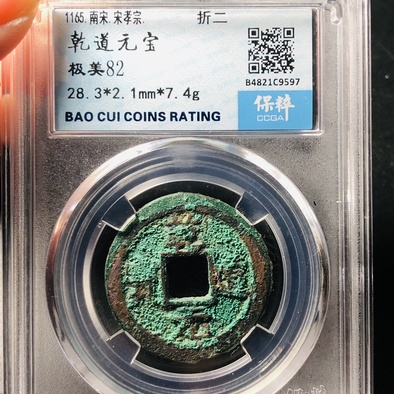 1165.南宋.宋孝宗. 折二
乾道元宝
极美82
28.3*2.1mm*7.4g
B4821C9597
保粹
CCGA
BAO CUI COINS RATING